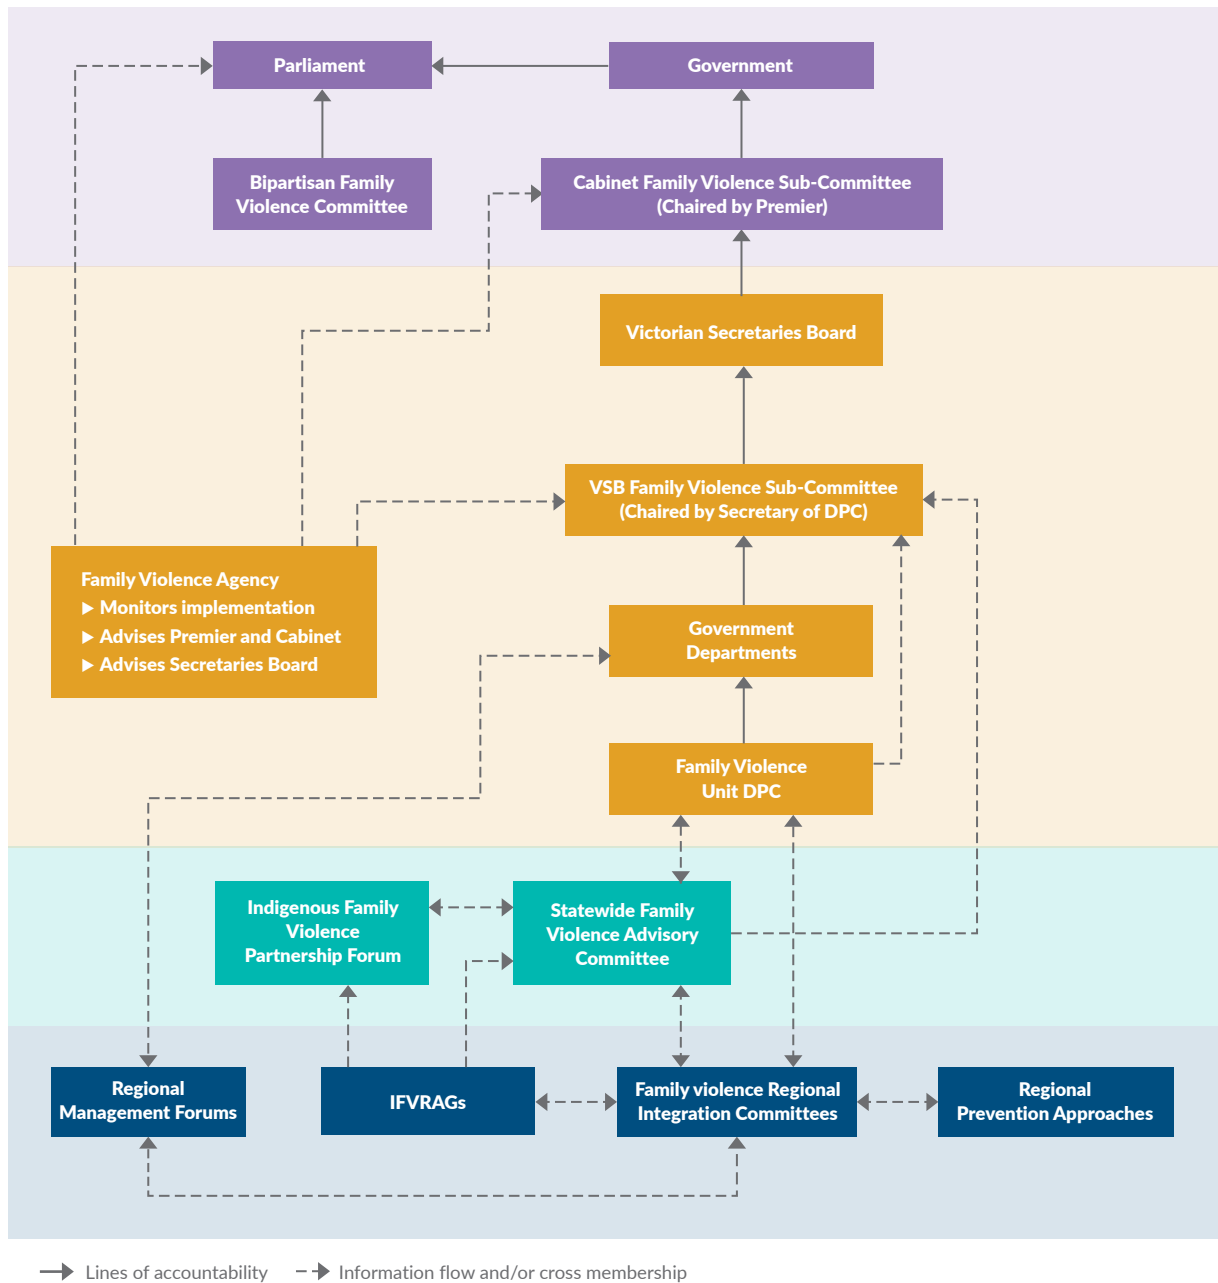 Parliament
Government
Bipartisan Family
Violence Committee
Cabinet Family Violence Sub-Committee
(Chaired by Premier)
Victorian Secretaries Board
VSB Family Violence Sub-Committee
(Chaired by Secretary of DPC)
Family Violence Agency
▶ Monitors implementation
▶ Advises Premier and Cabinet
▶ Advises Secretaries Board
Government
Departments
Family Violence
Unit DPC
Indigenous Family
Violence
Partnership Forum
Statewide Family
Violence Advisory
Committee
Regional
Management Forums
IFVRAGs
Family violence Regional
Integration Committees
Regional
Prevention Approaches
Lines of accountability
Information flow and/or cross membership